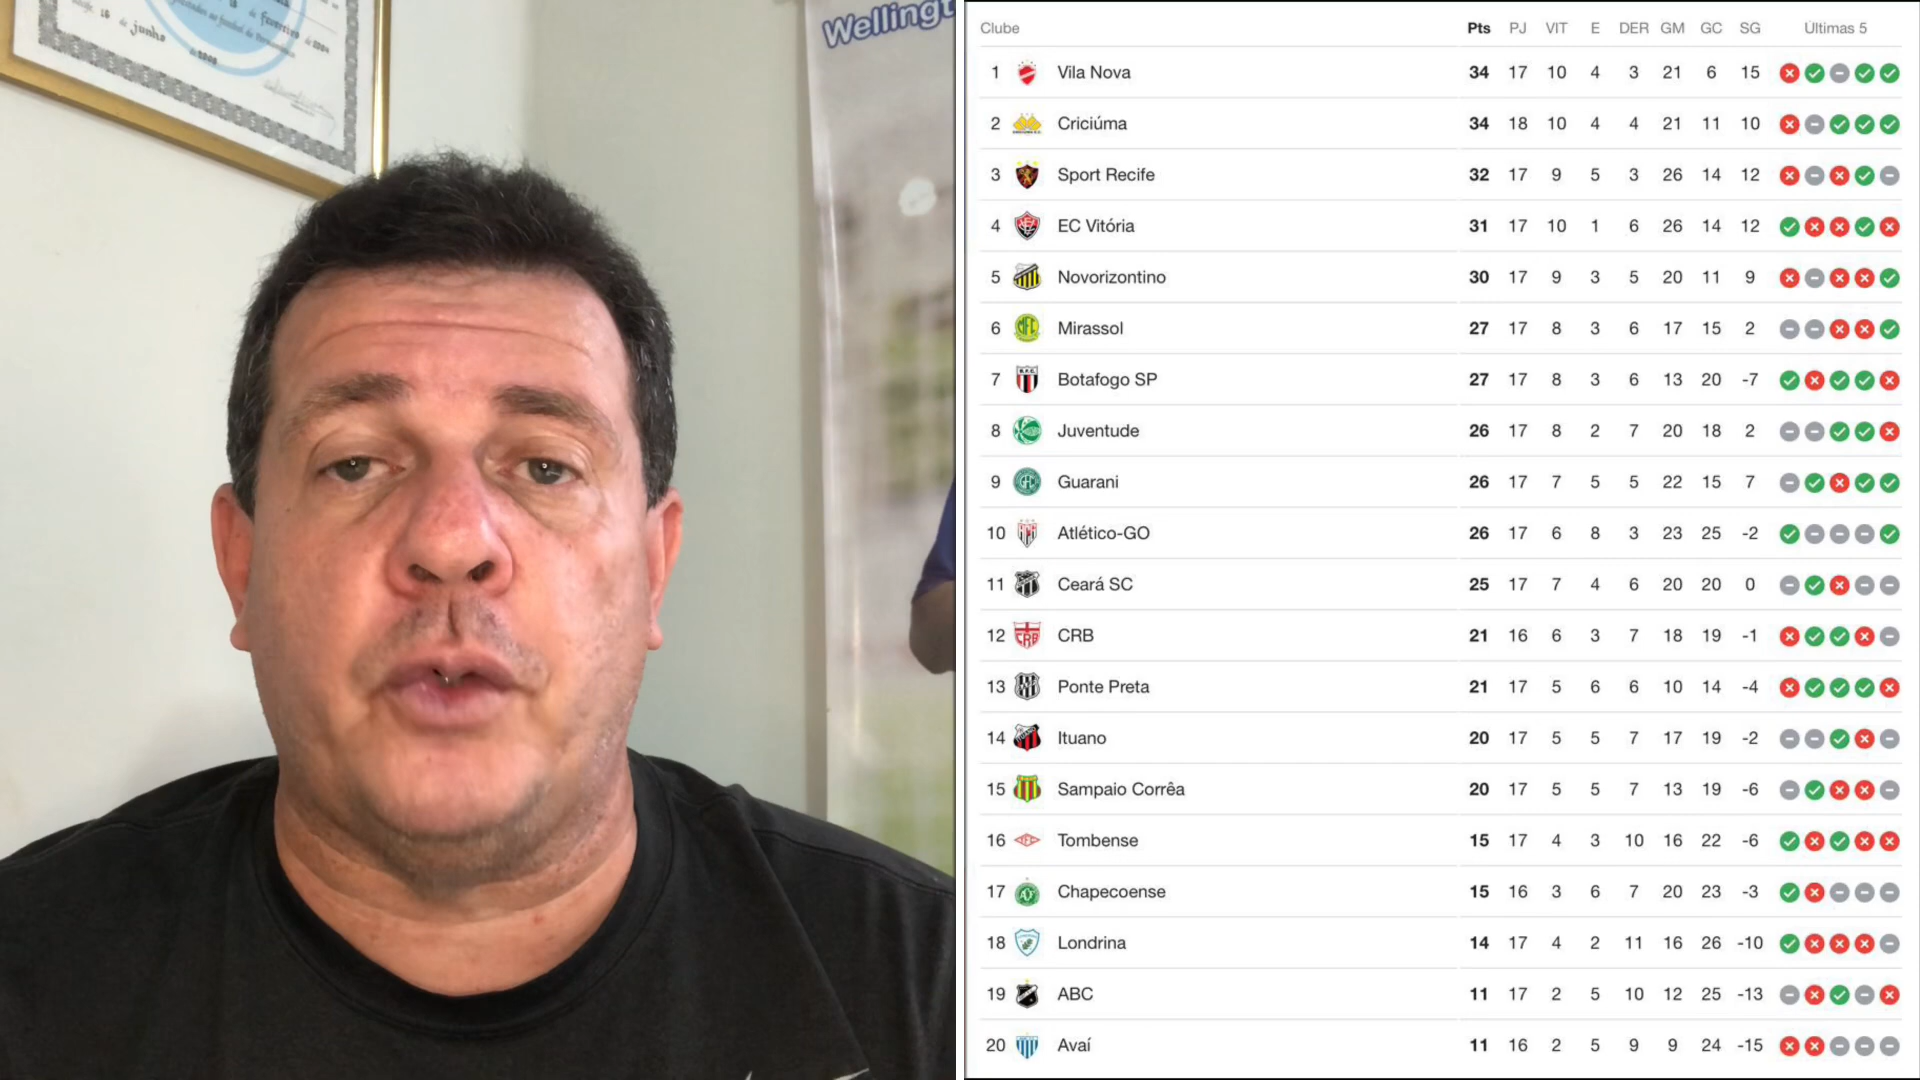 16 de fevereiro de 2004
de junho
Wellingt
Clube Pts PJ VIT E DER GM GC SG Últimas 5
1 Vila Nova 34 17 10 4 3 21 6 15
2 Criciúma 34 18 10 4 4 21 11 10
3 Sport Recife 32 17 9 5 3 26 14 12
4 EC Vitória 31 17 10 1 6 26 14 12
5 Novorizontino 30 17 9 3 5 20 11 9
6 Mirassol 27 17 8 3 6 17 15 2
7 Botafogo SP 27 17 8 3 6 13 20 -7
8 Juventude 26 17 8 2 7 20 18 2
9 Guarani 26 17 7 5 5 22 15 7
10 Atlético-GO 26 17 6 8 3 23 25 -2
11 Ceará SC 25 17 7 4 6 20 20 0
12 CRB 21 16 6 3 7 18 19 -1
13 Ponte Preta 21 17 5 6 6 10 14 -4
14 Ituano 20 17 5 5 7 17 19 -2
15 Sampaio Corrêa 20 17 5 5 7 13 19 -6
16 Tombense 15 17 4 3 10 16 22 -6
17 Chapecoense 15 16 3 6 7 20 23 -3
18 Londrina 14 17 4 2 11 16 26 -10
19 ABC 11 17 2 5 10 12 25 -13
20 Avaí 11 16 2 5 9 9 24 -15